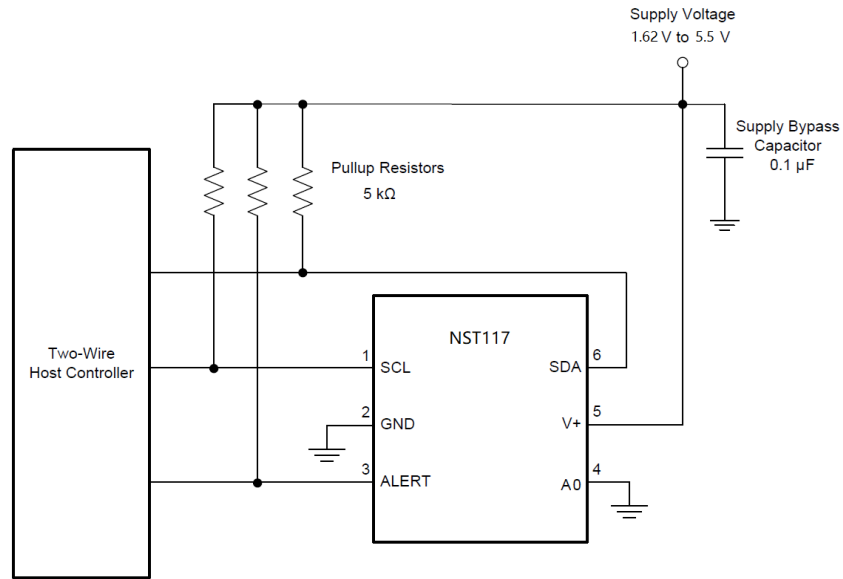 Supply Voltage
1.62 V to 5.5 V
Supply Bypass
Capacitor
0.1 µF
Pullup Resistors
5 kΩ
Two-Wire
Host Controller
NST117
1
SCL
2
GND
3
ALERT
6
SDA
5
V+
4
A0